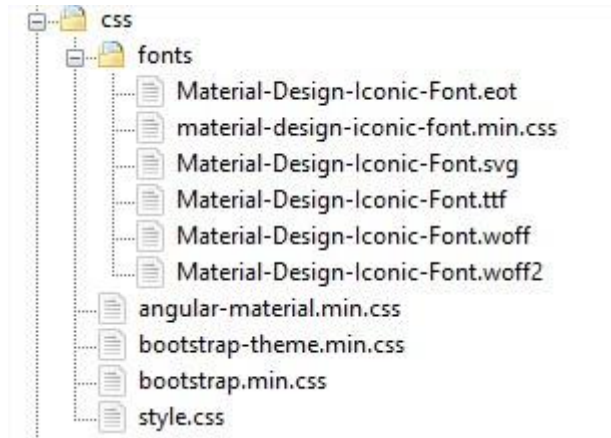 css
fonts
Material-Design-Iconic-Font.eot
material-design-iconic-font.min.css
Material-Design-Iconic-Font.svg
Material-Design-Iconic-Font.ttf
Material-Design-Iconic-Font.woff
Material-Design-Iconic-Font.woff2
angular-material.min.css
bootstrap-theme.min.css
bootstrap.min.css
style.css